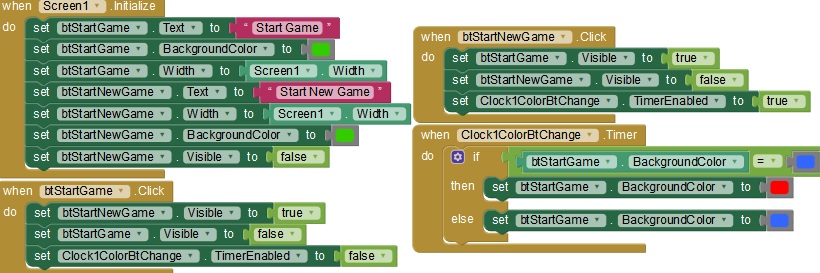 when Screen1 .Initialize
do set btStartGame . Text to " Start Game "
set btStartGame . BackgroundColor to
set btStartGame . Width to Screen1 . Width
set btStartNewGame . Text to " Start New Game "
set btStartNewGame . Width to Screen1 . Width
set btStartNewGame . BackgroundColor to
set btStartNewGame . Visible to false
when btStartGame .Click
do set btStartNewGame . Visible to true
set btStartGame . Visible to false
set Clock1ColorBtChange . TimerEnabled to false
when btStartNewGame .Click
do set btStartGame . Visible to true
set btStartNewGame . Visible to false
set Clock1ColorBtChange . TimerEnabled to true
when Clock1ColorBtChange .Timer
do if btStartGame . BackgroundColor =
then set btStartGame . BackgroundColor to
else set btStartGame . BackgroundColor to